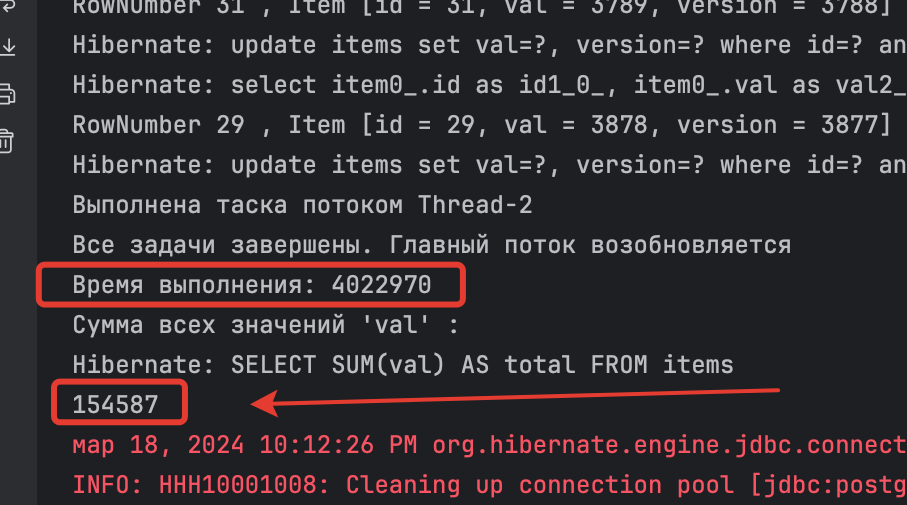 RowNumber 31 , Item [id = 31, val = 3789, version = 3788]
Hibernate: update items set val=?, version=? where id=? an
Hibernate: select item0_.id as id1_0_, item0_.val as val2_
RowNumber 29 , Item [id = 29, val = 3878, version = 3877]
Hibernate: update items set val=?, version=? where id=? an
Выполнена таска потоком Thread-2
Все задачи завершены. Главный поток возобновляется
Время выполнения: 4022970
Сумма всех значений 'val' :
Hibernate: SELECT SUM(val) AS total FROM items
154587
мар 18, 2024 10:12:26 PM org.hibernate.engine.jdbc.connect
INFO: HHH10001008: Cleaning up connection pool [jdbc:postg